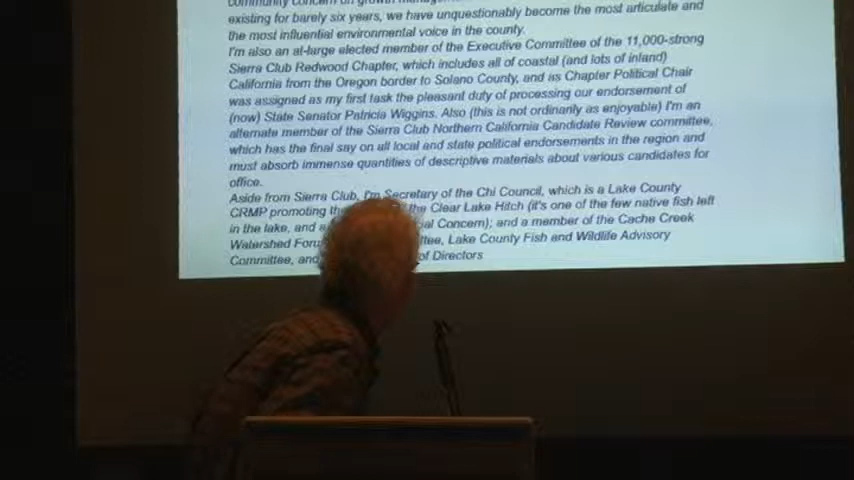 community concern on growth
existing for barely six years, we have unquestionably become the most articulate and
the most influential environmental voice in the county.
I'm also an at-large elected member of the Executive Committee of the 11,000-strong
Sierra Club Redwood Chapter, which includes all of coastal (and lots of inland)
California from the Oregon border to Solano County, and as Chapter Political Chair
was assigned as my first task the pleasant duty of processing our endorsement of
(now) State Senator Patricia Wiggins. Also (this is not ordinarily as enjoyable) I'm an
alternate member of the Sierra Club Northern California Candidate Review committee,
which has the final say on all local and state political endorsements in the region and
must absorb immense quantities of descriptive materials about various candidates for
office.
Aside from Sierra Club, I'm Secretary of the Chi Council, which is a Lake County
CRMP promoting the Clear Lake Hitch (it's one of the few native fish left
in the lake, and a Concern); and a member of the Cache Creek
Watershed Lake County Fish and Wildlife Advisory
Committee, and of Directors